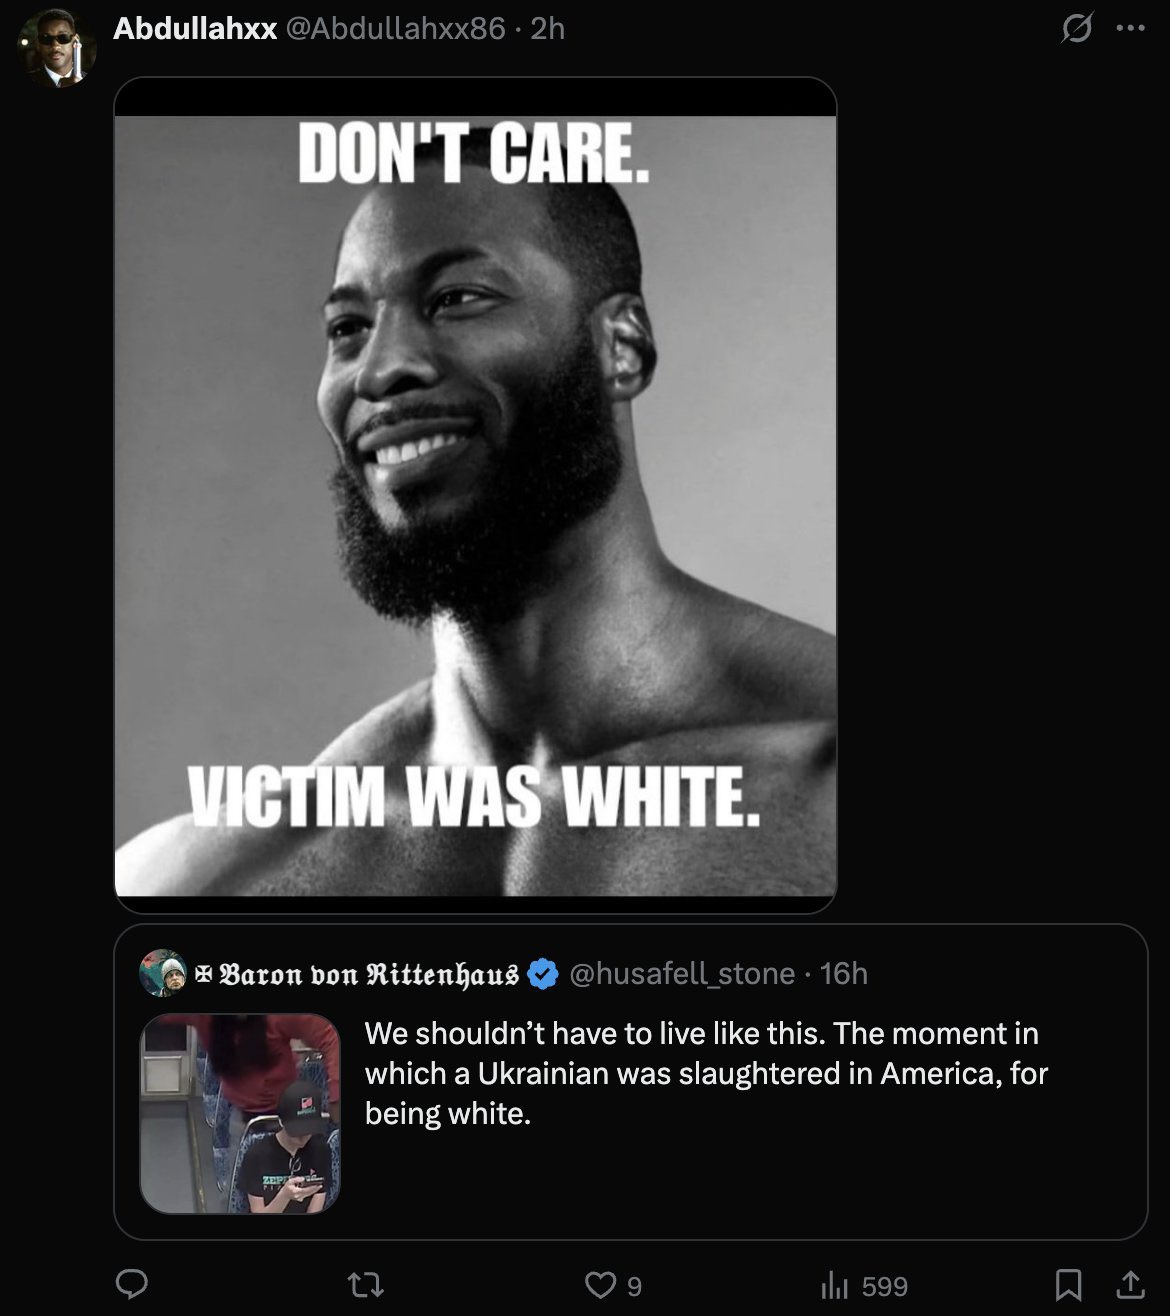 Abdullahxx @Abdullahxx86 · 2h
DON'T CARE.
VICTIM WAS WHITE.
✠ 𝕭𝖆𝖗𝖔𝖓 𝖛𝖔𝖓 𝕽𝖎𝖙𝖙𝖊𝖓𝖍𝖆𝖚𝖘 @husafell_stone · 16h
We shouldn’t have to live like this. The moment in
which a Ukrainian was slaughtered in America, for
being white.
9 599